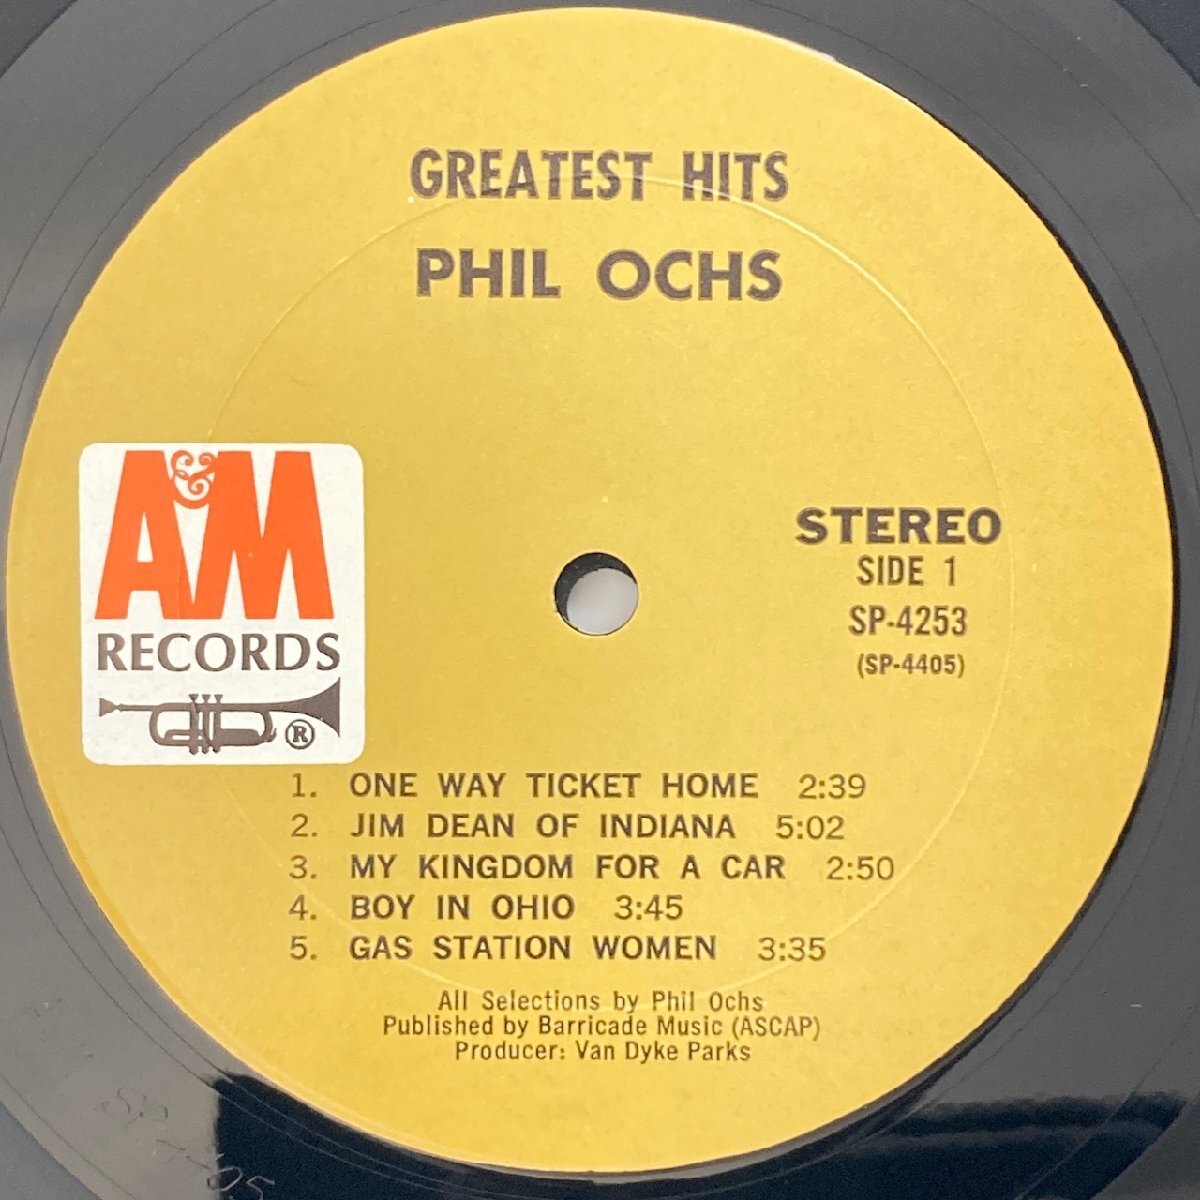 GREATEST HITS
PHIL OCHS
A&M
RECORDS
®
STEREO
SIDE 1
SP-4253
(SP-4405)
1. ONE WAY TICKET HOME 2:39
2. JIM DEAN OF INDIANA 5:02
3. MY KINGDOM FOR A CAR 2:50
4. BOY IN OHIO 3:45
5. GAS STATION WOMEN 3:35
All Selections by Phil Ochs
Published by Barricade Music (ASCAP)
Producer: Van Dyke Parks